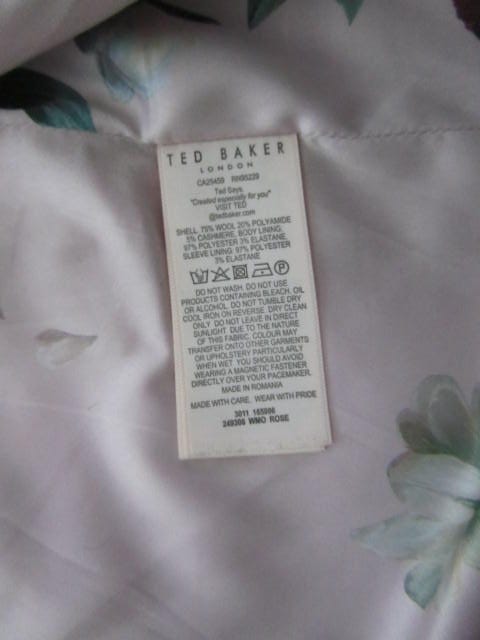 TED BAKER
LONDON
CA25459 RN95229
Ted Says,
"Created especially for you"
VISIT TED
@tedbaker.com
SHELL: 75% WOOL 20% POLYAMIDE
5% CASHMERE, BODY LINING:
97% POLYESTER 3% ELASTANE,
SLEEVE LINING: 97% POLYESTER
3% ELASTANE
P
DO NOT WASH. DO NOT USE
PRODUCTS CONTAINING BLEACH, OIL
OR ALCOHOL. DO NOT TUMBLE DRY
COOL IRON ON REVERSE. DRY CLEAN
ONLY. DO NOT LEAVE IN DIRECT
SUNLIGHT. DUE TO THE NATURE
OF THIS FABRIC. COLOUR MAY
TRANSFER ONTO OTHER GARMENTS
OR UPHOLSTERY PARTICULARLY
WHEN WET. YOU SHOULD AVOID
WEARING A MAGNETIC FASTENER
DIRECTLY OVER YOUR PACEMAKER.
MADE IN ROMANIA
MADE WITH CARE. WEAR WITH PRIDE
3011 165996
249306 WMO ROSE